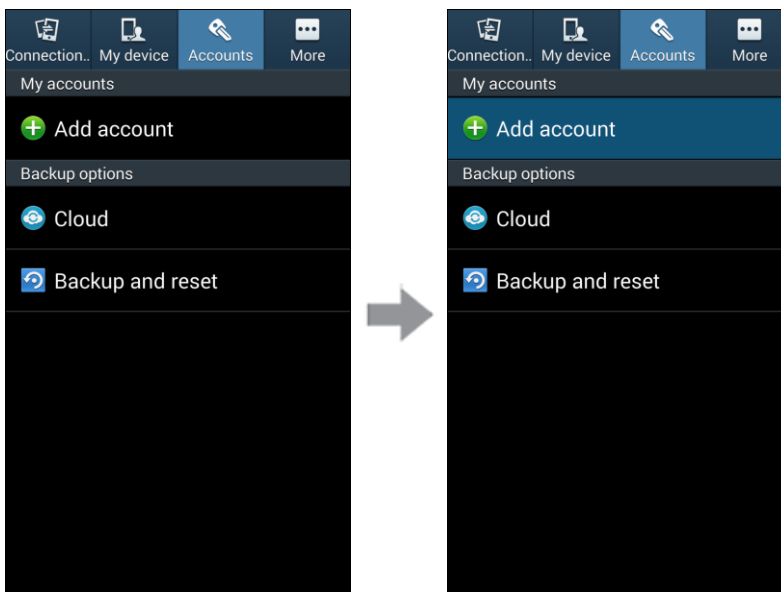 Connection.. My device Accounts More
My accounts
Add account
Backup options
Cloud
Backup and reset
Connection.. My device Accounts More
My accounts
Add account
Backup options
Cloud
Backup and reset